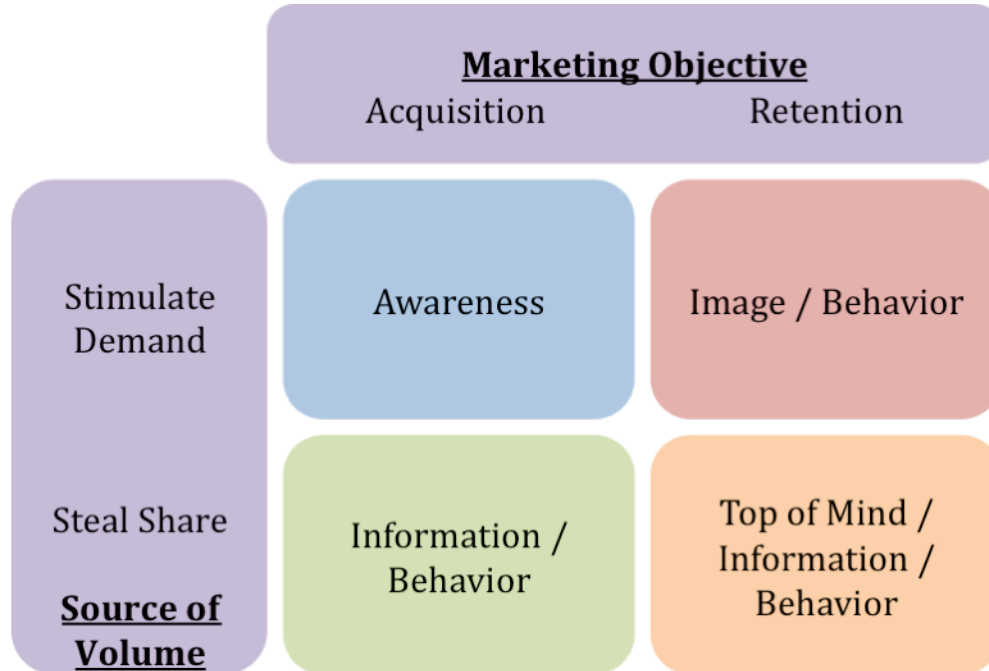 Marketing Objective
Acquisition Retention
Stimulate
Demand
Awareness
Image / Behavior
Steal Share
Source of
Volume
Information /
Behavior
Top of Mind /
Information /
Behavior